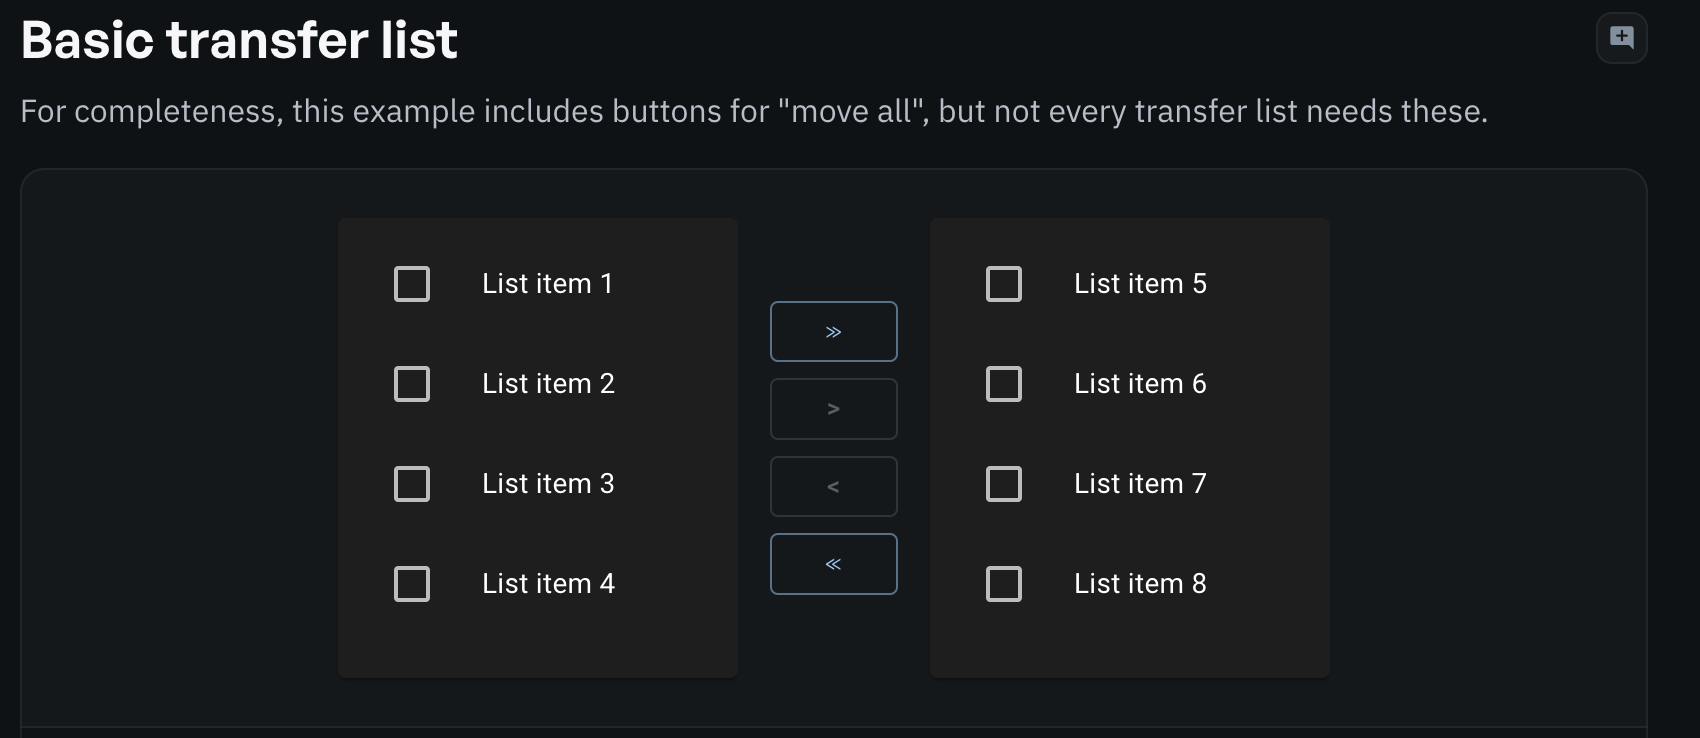 Basic transfer list
For completeness, this example includes buttons for "move all", but not every transfer list needs these.
List item 1
List item 2
List item 3
List item 4
≫
>
<
≪
List item 5
List item 6
List item 7
List item 8